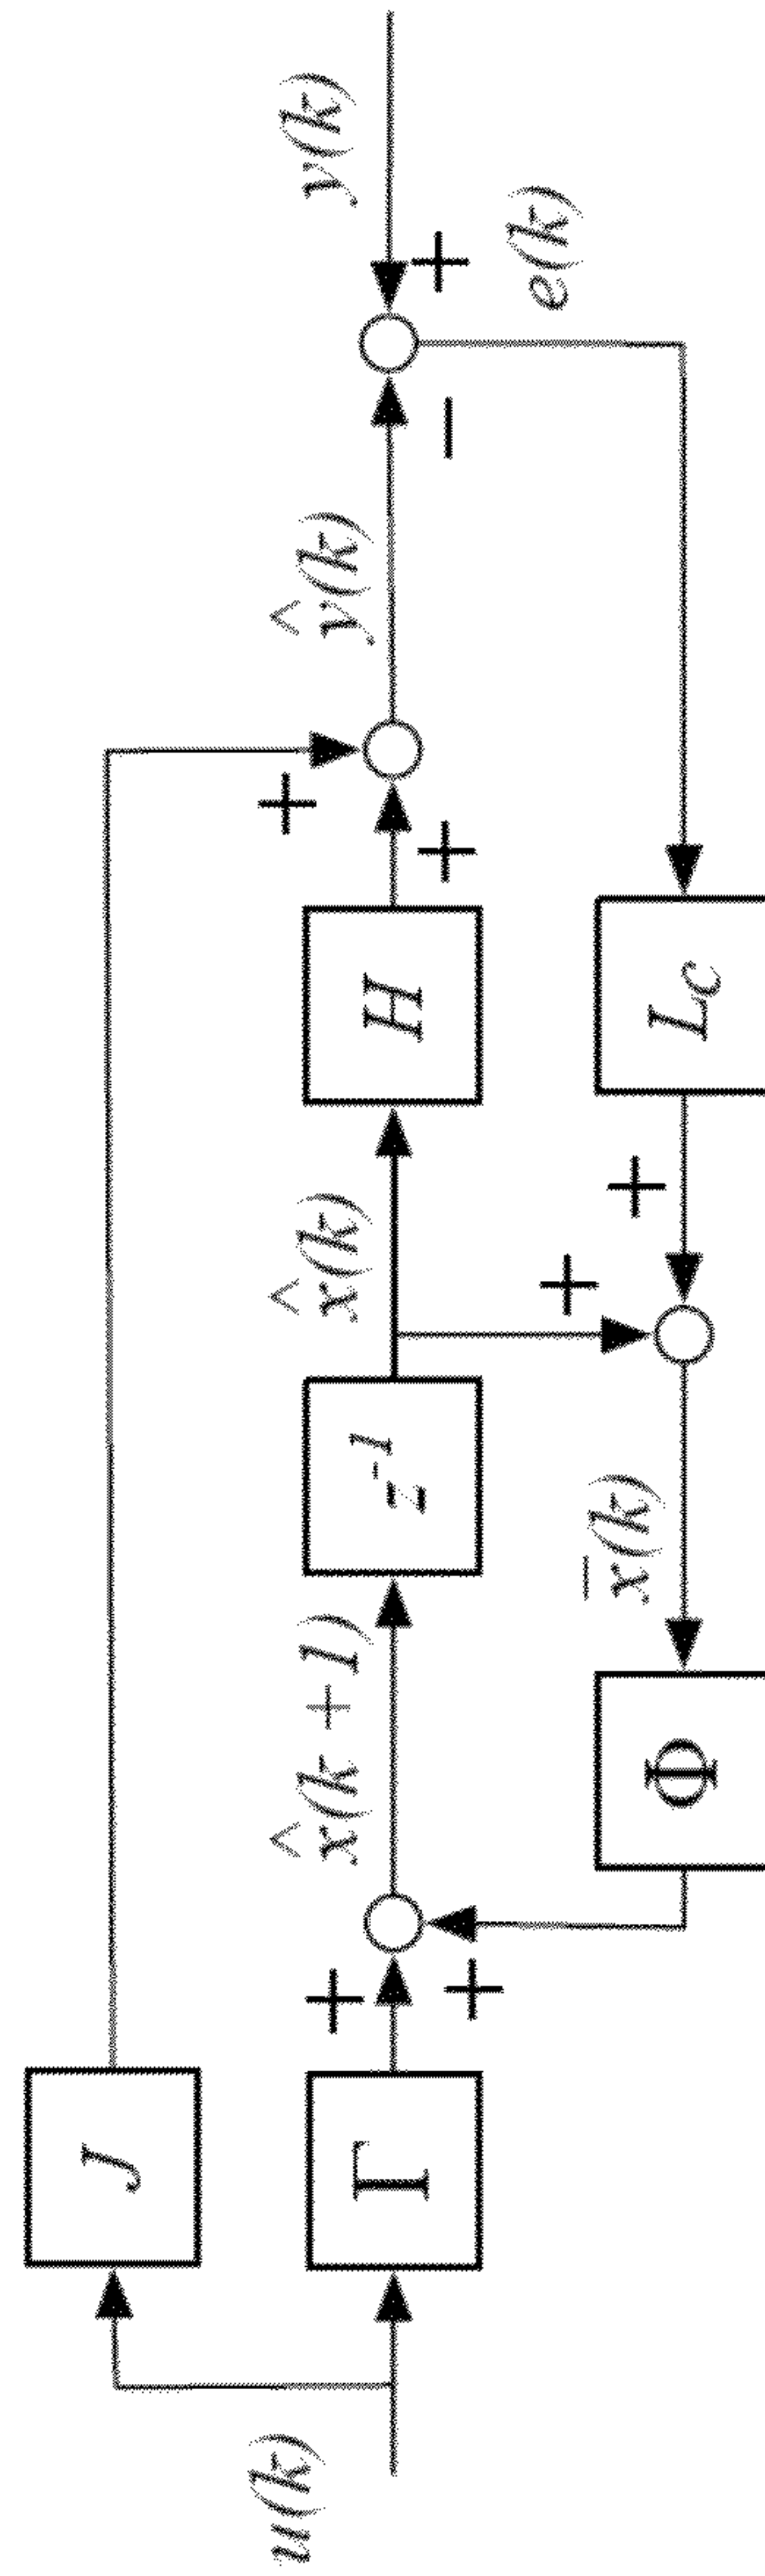 J
u(k)
Γ
+
+
x̂(k + 1)
z⁻¹
x̂(k)
H
+
+
ŷ(k)
−
+
y(k)
Φ
x̄(k)
+
+
L_C
e(k)